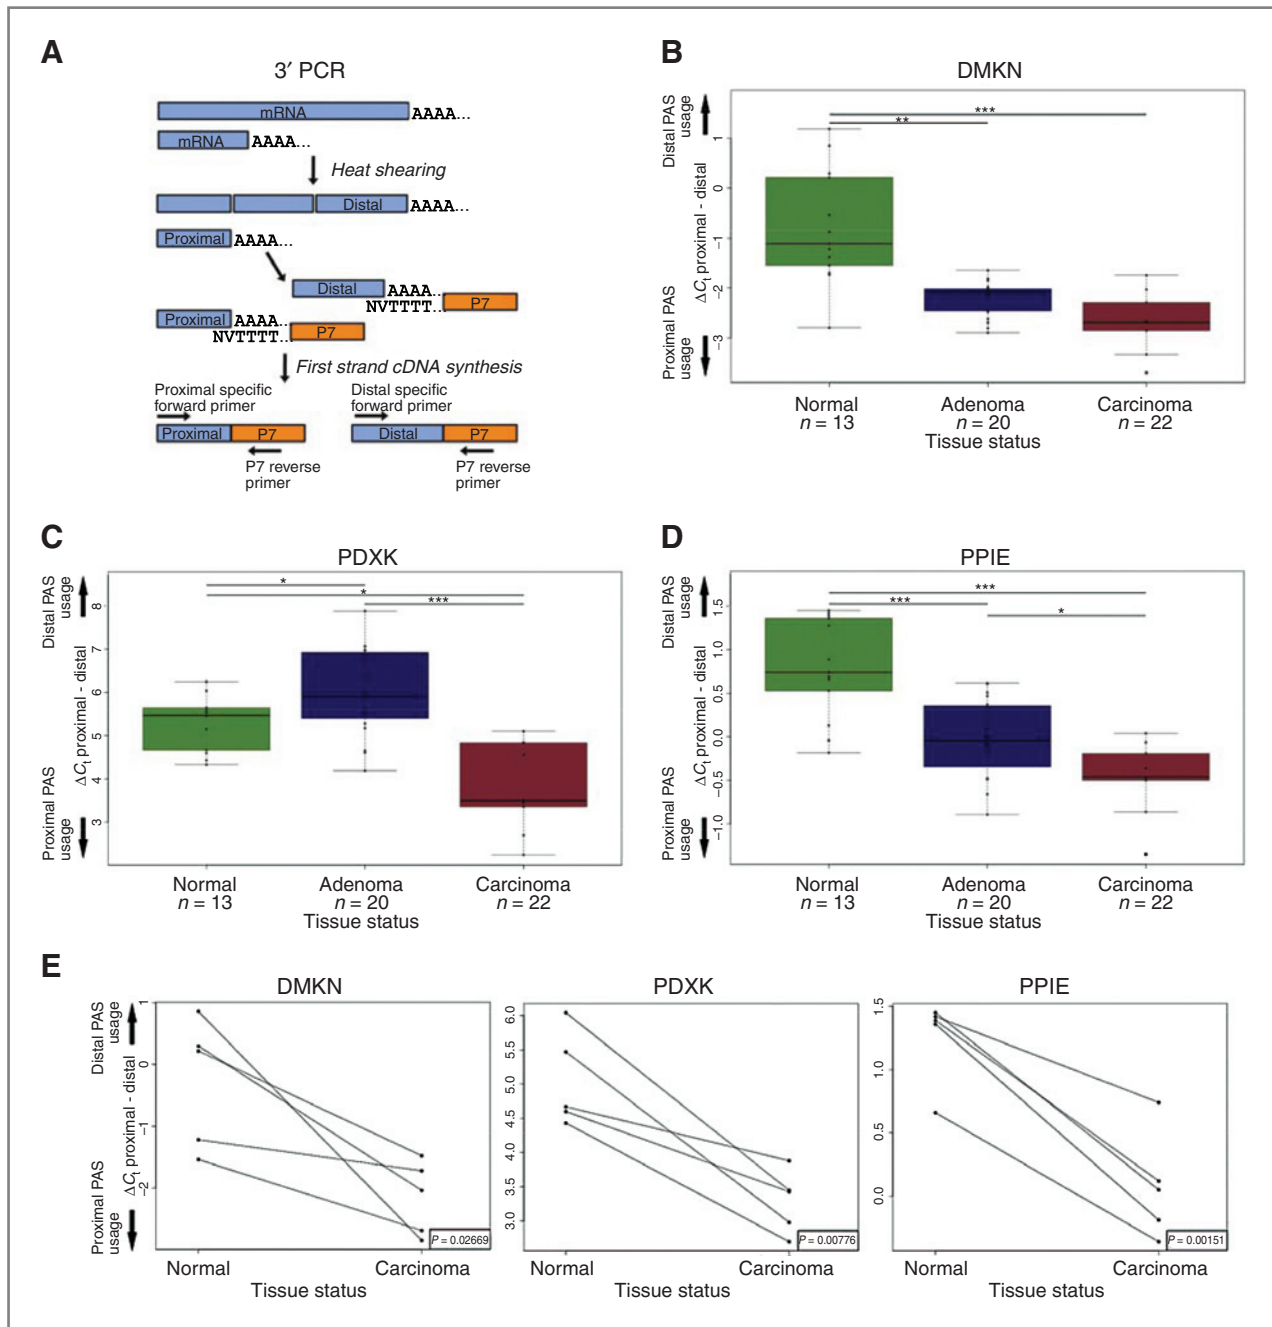 A
3′ PCR
mRNA
AAAA...
mRNA
AAAA...
Heat shearing
Distal
AAAA...
Proximal
AAAA...
Distal
AAAA...
NVTTTT...
P7
Proximal
AAAA...
NVTTTT...
P7
First strand cDNA synthesis
Proximal specific
forward primer
Distal specific
forward primer
Proximal
P7
Distal
P7
P7 reverse
primer
P7 reverse
primer
B
DMKN
Distal PAS
usage
Proximal PAS
usage
ΔCt proximal - distal
1
0
−1
−2
−3
***
**
Normal
n = 13
Adenoma
n = 20
Carcinoma
n = 22
Tissue status
C
PDXK
Distal PAS
usage
Proximal PAS
usage
ΔCt proximal - distal
8
7
6
5
4
3
*
*
***
Normal
n = 13
Adenoma
n = 20
Carcinoma
n = 22
Tissue status
D
PPIE
Distal PAS
usage
Proximal PAS
usage
ΔCt proximal - distal
1.5
1.0
0.5
0.0
−0.5
−1.0
***
***
*
Normal
n = 13
Adenoma
n = 20
Carcinoma
n = 22
Tissue status
E
DMKN
Distal PAS
usage
Proximal PAS
usage
ΔCt proximal - distal
1
0
−1
−2
P = 0.02669
Normal
Carcinoma
Tissue status
PDXK
6.0
5.5
5.0
4.5
4.0
3.5
3.0
P = 0.00776
Normal
Carcinoma
Tissue status
PPIE
1.5
1.0
0.5
0.0
P = 0.00151
Normal
Carcinoma
Tissue status